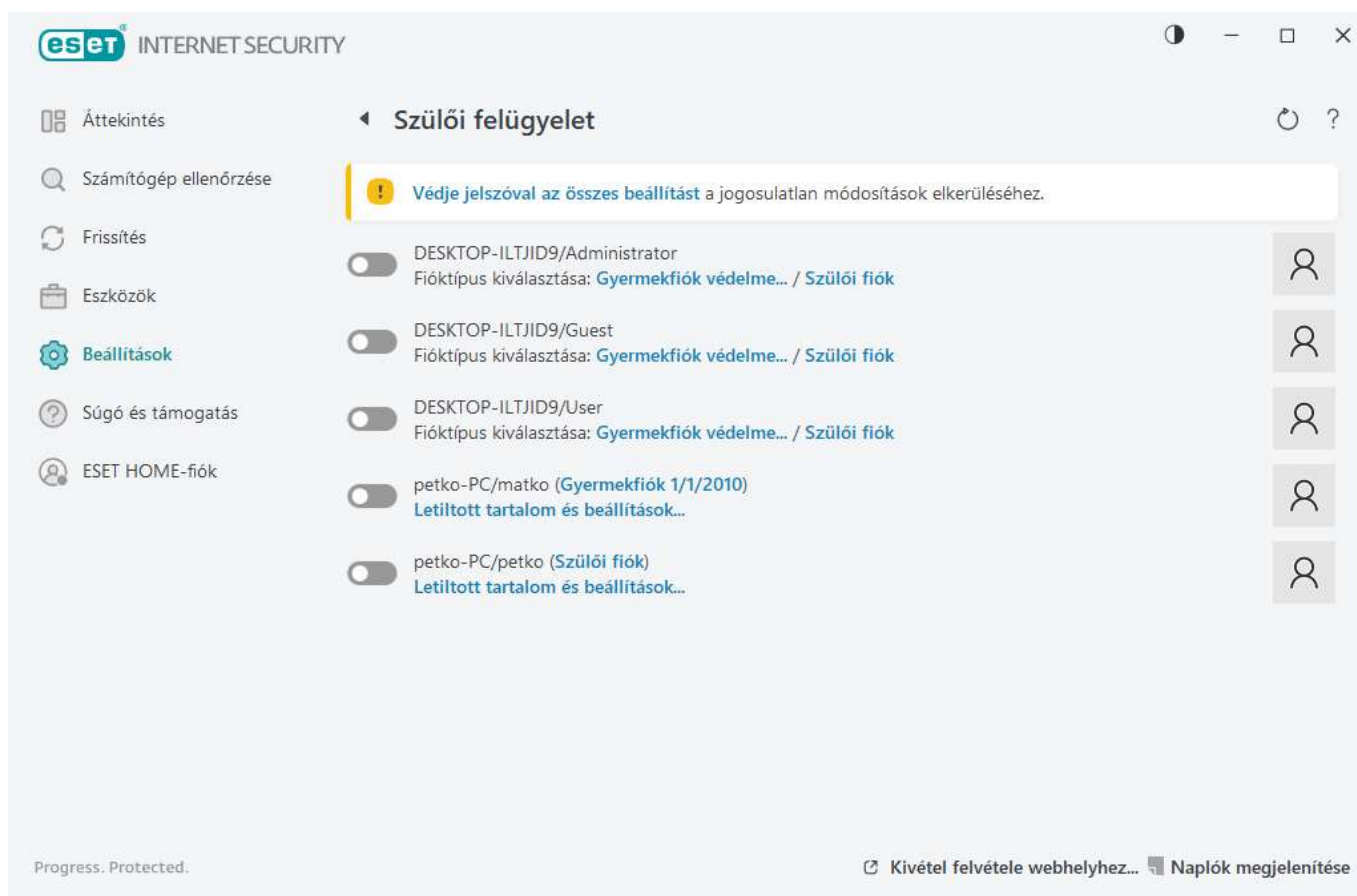 eset® INTERNET SECURITY
Áttekintés
Számítógép ellenőrzése
Frissítés
Eszközök
Beállítások
Súgó és támogatás
ESET HOME-fiók
Szülői felügyelet
?
Védje jelszóval az összes beállítást a jogosulatlan módosítások elkerüléséhez.
DESKTOP-ILTJID9/Administrator
Fióktípus kiválasztása: Gyermekfiók védelme... / Szülői fiók
DESKTOP-ILTJID9/Guest
Fióktípus kiválasztása: Gyermekfiók védelme... / Szülői fiók
DESKTOP-ILTJID9/User
Fióktípus kiválasztása: Gyermekfiók védelme... / Szülői fiók
petko-PC/matko (Gyermekfiók 1/1/2010)
Letiltott tartalom és beállítások...
petko-PC/petko (Szülői fiók)
Letiltott tartalom és beállítások...
Progress. Protected.
Kivétel felvétele webhelyhez... Naplók megjelenítése